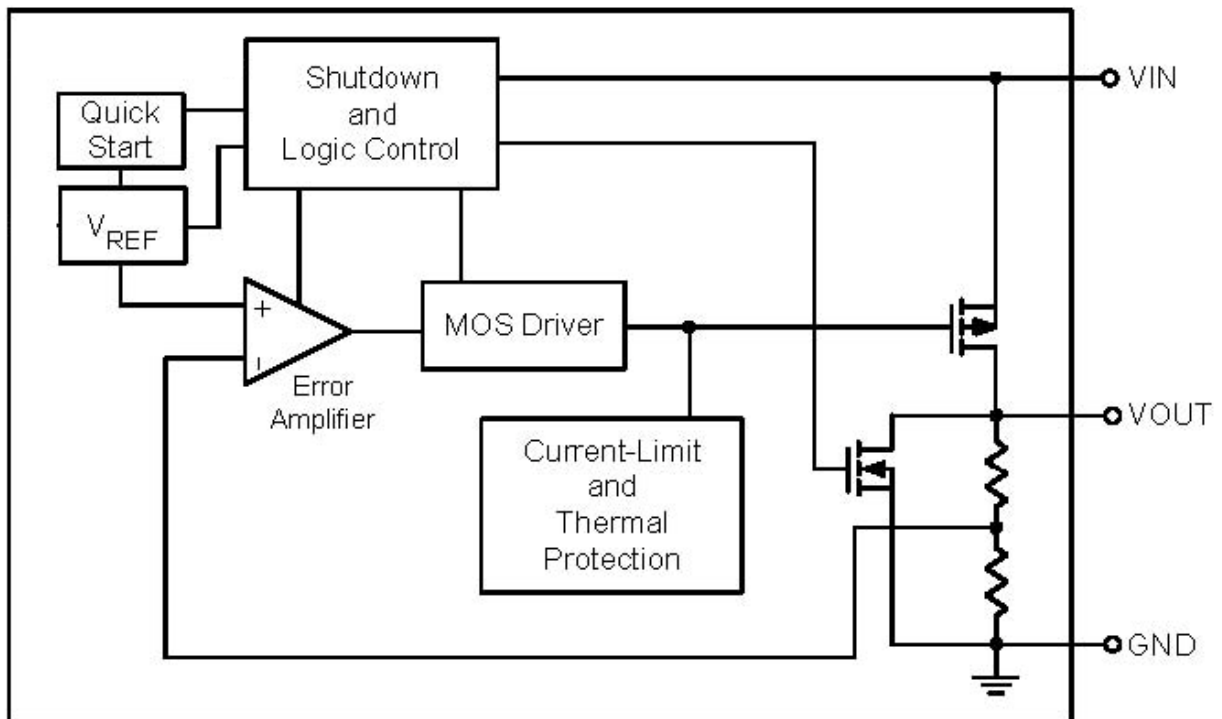 Shutdown
and
Logic Control
VIN
Quick
Start
VREF
+
-
MOS Driver
Error
Amplifier
VOUT
Current-Limit
and
Thermal
Protection
GND